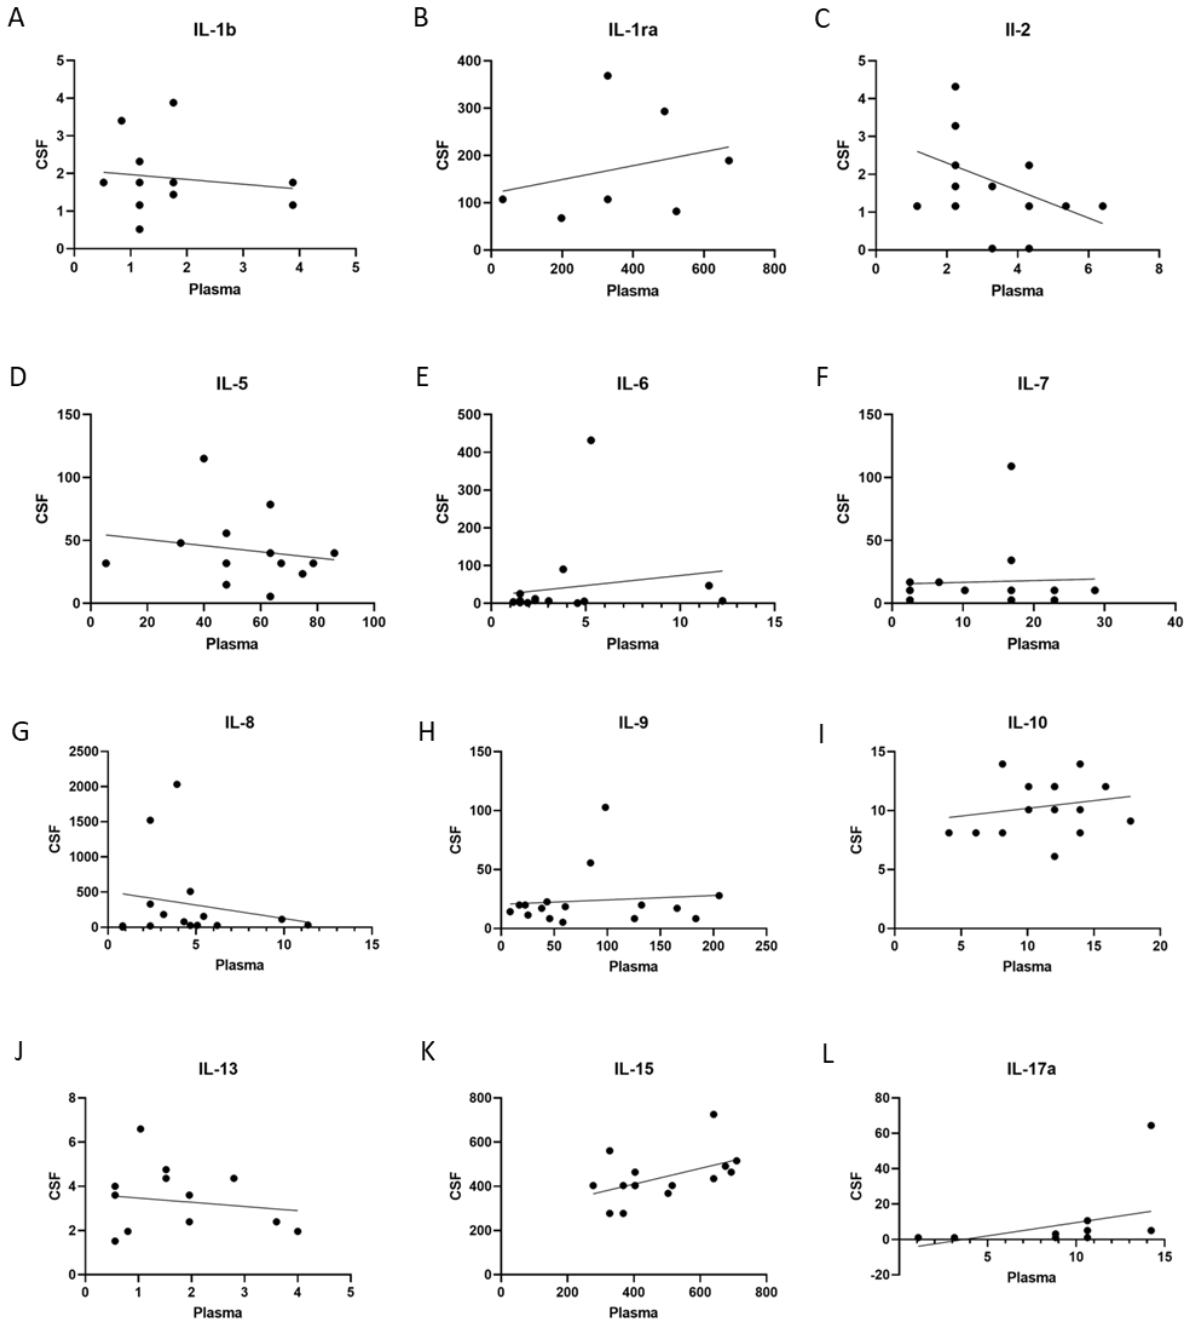 A
IL-1b
5
4
3
2
1
0
CSF
0 1 2 3 4 5
Plasma
B
IL-1ra
400
300
200
100
0
CSF
0 200 400 600 800
Plasma
C
Il-2
5
4
3
2
1
0
CSF
0 2 4 6 8
Plasma
D
IL-5
150
100
50
0
CSF
0 20 40 60 80 100
Plasma
E
IL-6
500
400
300
200
100
0
CSF
0 5 10 15
Plasma
F
IL-7
150
100
50
0
CSF
0 10 20 30 40
Plasma
G
IL-8
2500
2000
1500
1000
500
0
CSF
0 5 10 15
Plasma
H
IL-9
150
100
50
0
CSF
0 50 100 150 200 250
Plasma
I
IL-10
15
10
5
0
CSF
0 5 10 15 20
Plasma
J
IL-13
8
6
4
2
0
CSF
0 1 2 3 4 5
Plasma
K
IL-15
800
600
400
200
0
CSF
0 200 400 600 800
Plasma
L
IL-17a
80
60
40
20
0
-20
CSF
5 10 15
Plasma